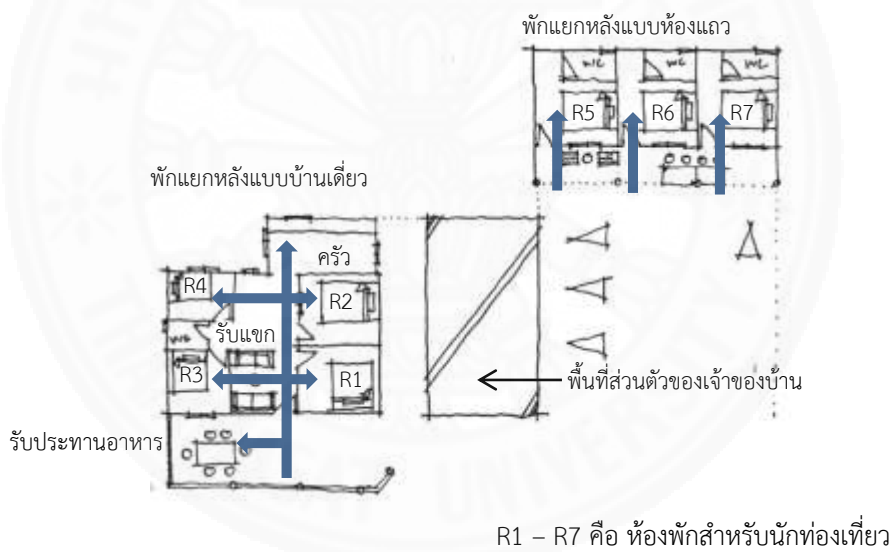 พักแยกหลังแบบห้องแถว
WC WC WC
R5 R6 R7
พักแยกหลังแบบบ้านเดี่ยว
ครัว
R4
R2
WC
รับแขก
R3
R1
พื้นที่ส่วนตัวของเจ้าของบ้าน
รับประทานอาหาร
R1 – R7 คือ ห้องพักสำหรับนักท่องเที่ยว